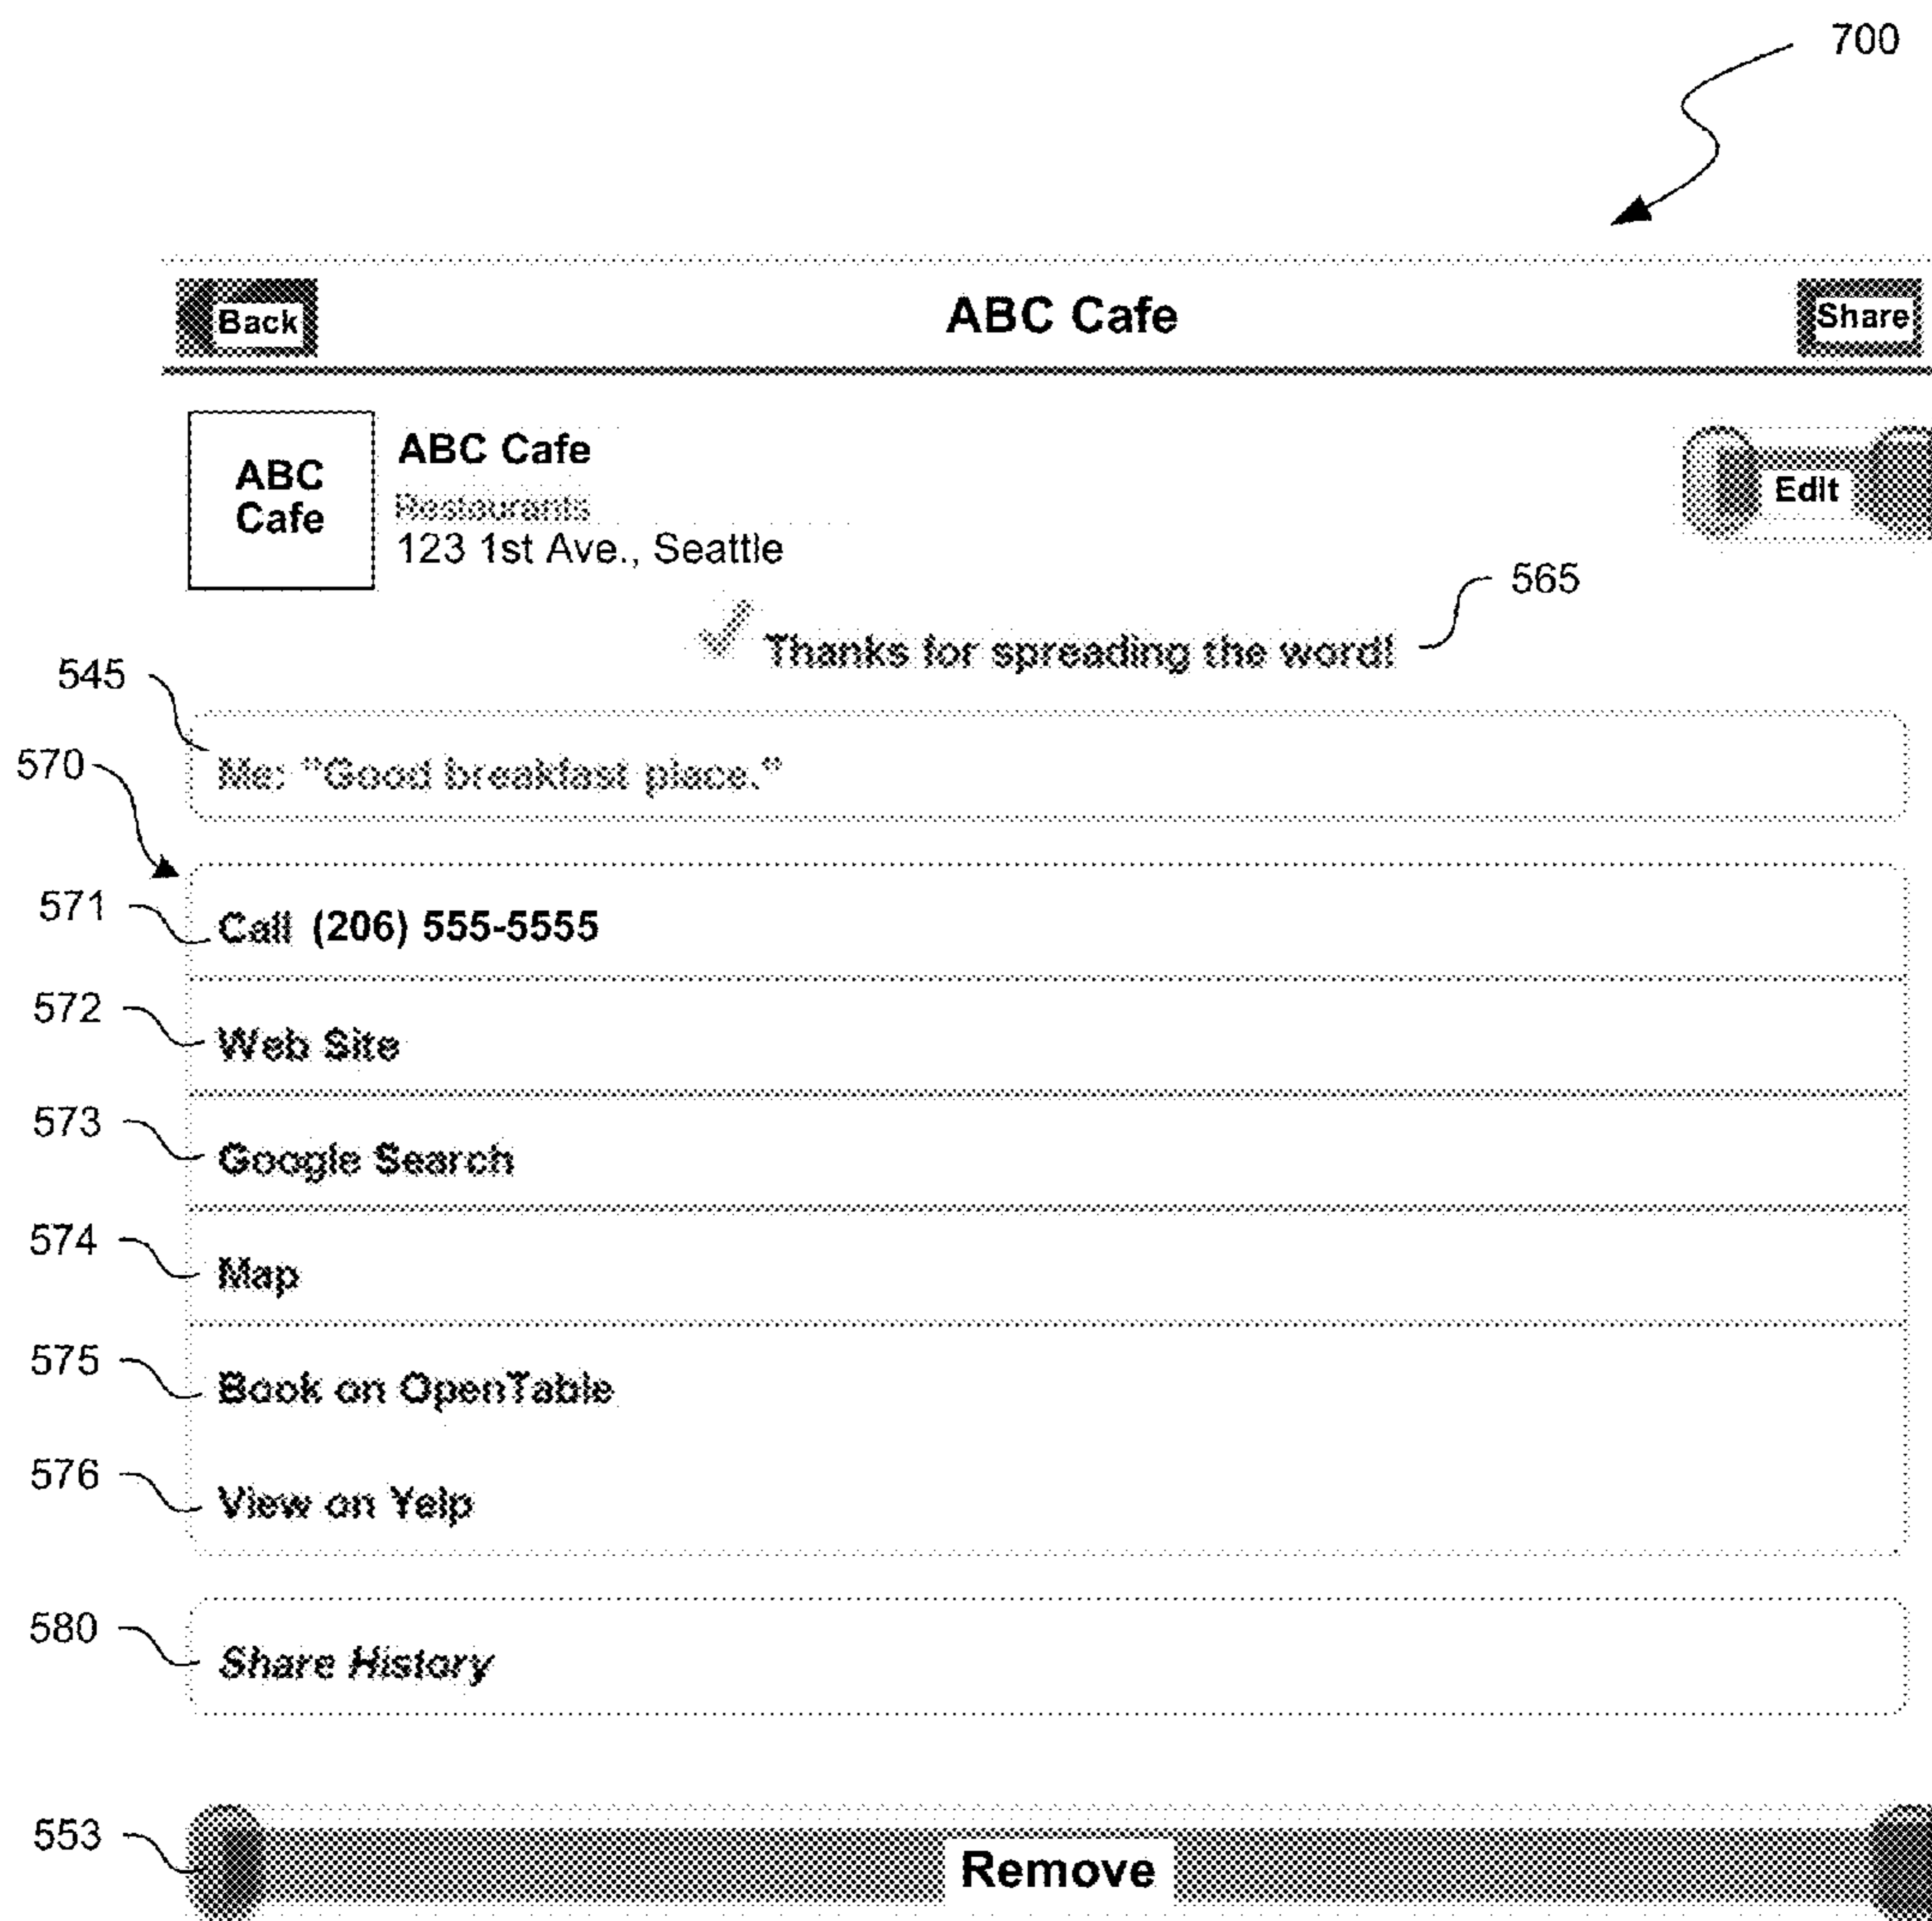 700
Back
ABC Cafe
Share
ABC
Cafe
ABC Cafe
Restaurants
123 1st Ave., Seattle
Edit
565
Thanks for spreading the word!
545
Me: "Good breakfast place."
570
571
Call (206) 555-5555
572
Web Site
573
Google Search
574
Map
575
Book on OpenTable
576
View on Yelp
580
Share History
553
Remove